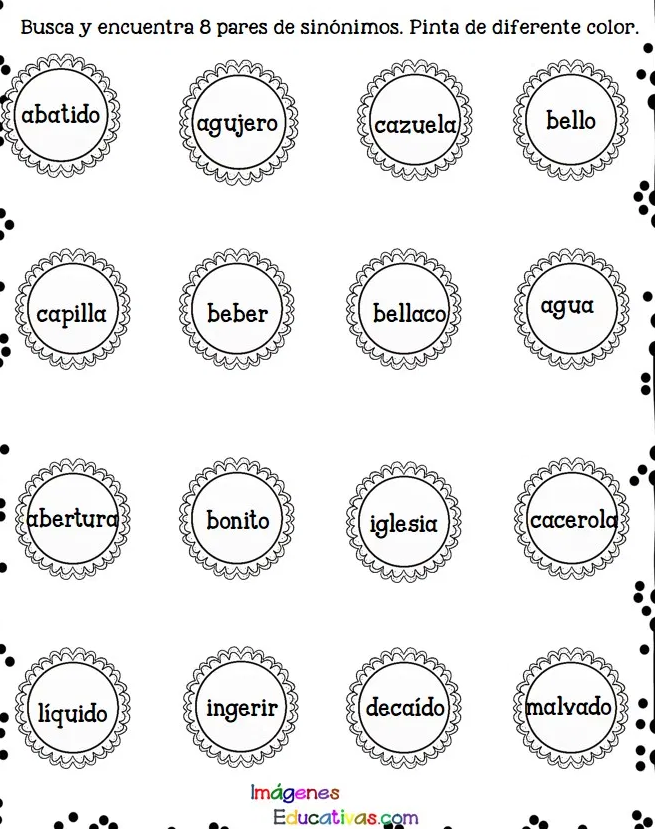 Busca y encuentra 8 pares de sinónimos. Pinta de diferente color.
abatido agujero cazuela bello
capilla beber bellaco agua
abertura bonito iglesia cacerola
líquido ingerir decaído malvado
Imágenes
Educativas.com